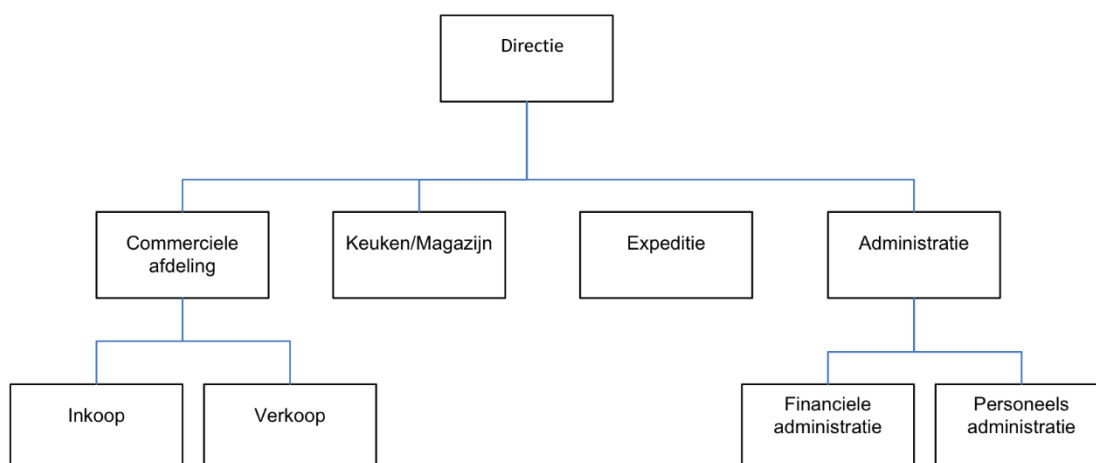 Directie
Commerciele
afdeling
Keuken/Magazijn
Expeditie
Administratie
Inkoop
Verkoop
Financiele
administratie
Personeels
administratie